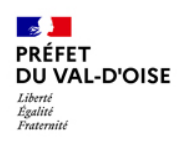 PRÉFET
DU VAL-D'OISE
Liberté
Égalité
Fraternité